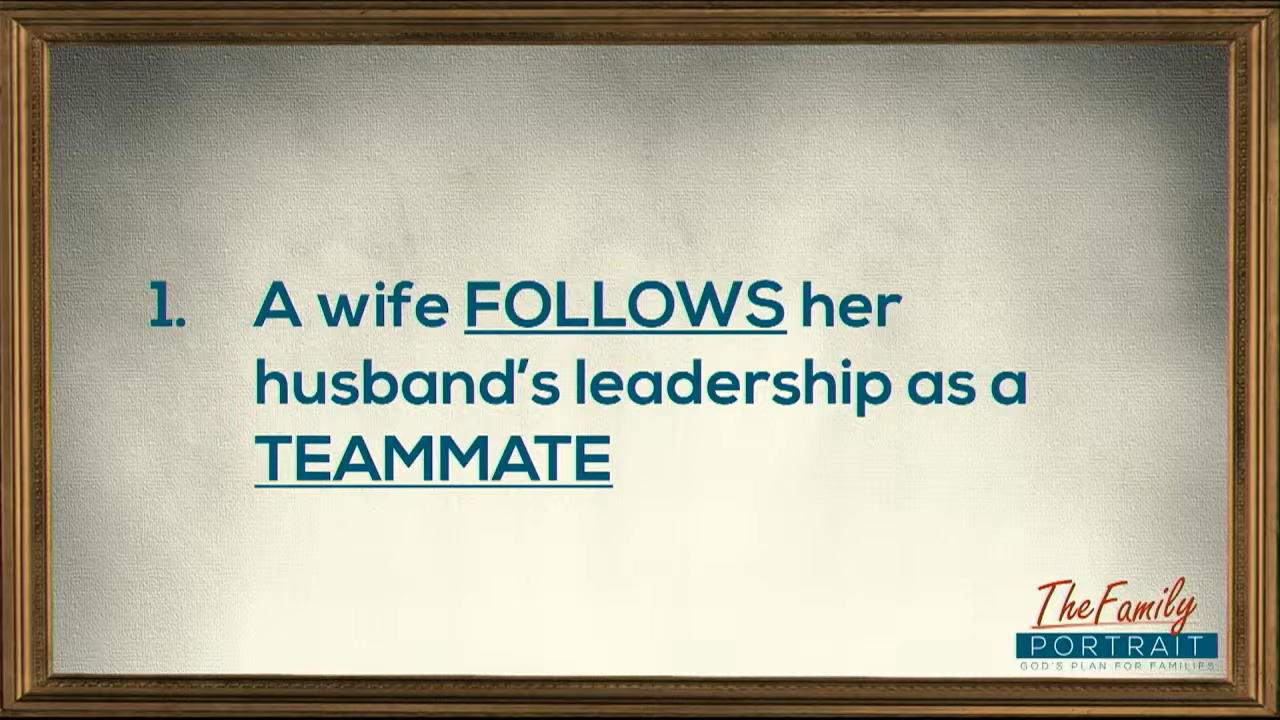 1. A wife FOLLOWS her
husband's leadership as a
TEAMMATE
The Family
PORTRAIT
GOD'S PLAN FOR FAMILIES